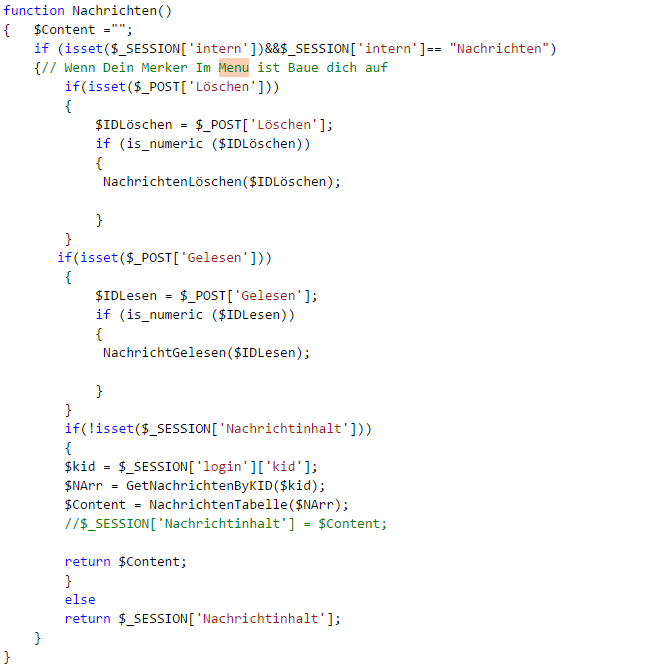 function Nachrichten()
{   $Content ="";
    if (isset($_SESSION['intern'])&&$_SESSION['intern']== "Nachrichten")
    {// Wenn Dein Merker Im Menu ist Baue dich auf
        if(isset($_POST['Löschen']))
        {
            $IDLöschen = $_POST['Löschen'];
            if (is_numeric ($IDLöschen))
            {
             NachrichtenLöschen($IDLöschen);
            }
        }
       if(isset($_POST['Gelesen']))
        {
            $IDLesen = $_POST['Gelesen'];
            if (is_numeric ($IDLesen))
            {
             NachrichtGelesen($IDLesen);
            }
        }
        if(!isset($_SESSION['Nachrichtinhalt']))
        {
        $kid = $_SESSION['login']['kid'];
        $NArr = GetNachrichtenByKID($kid);
        $Content = NachrichtenTabelle($NArr);
        //$_SESSION['Nachrichtinhalt'] = $Content;
        return $Content;
        }
        else
        return $_SESSION['Nachrichtinhalt'];
    }
}